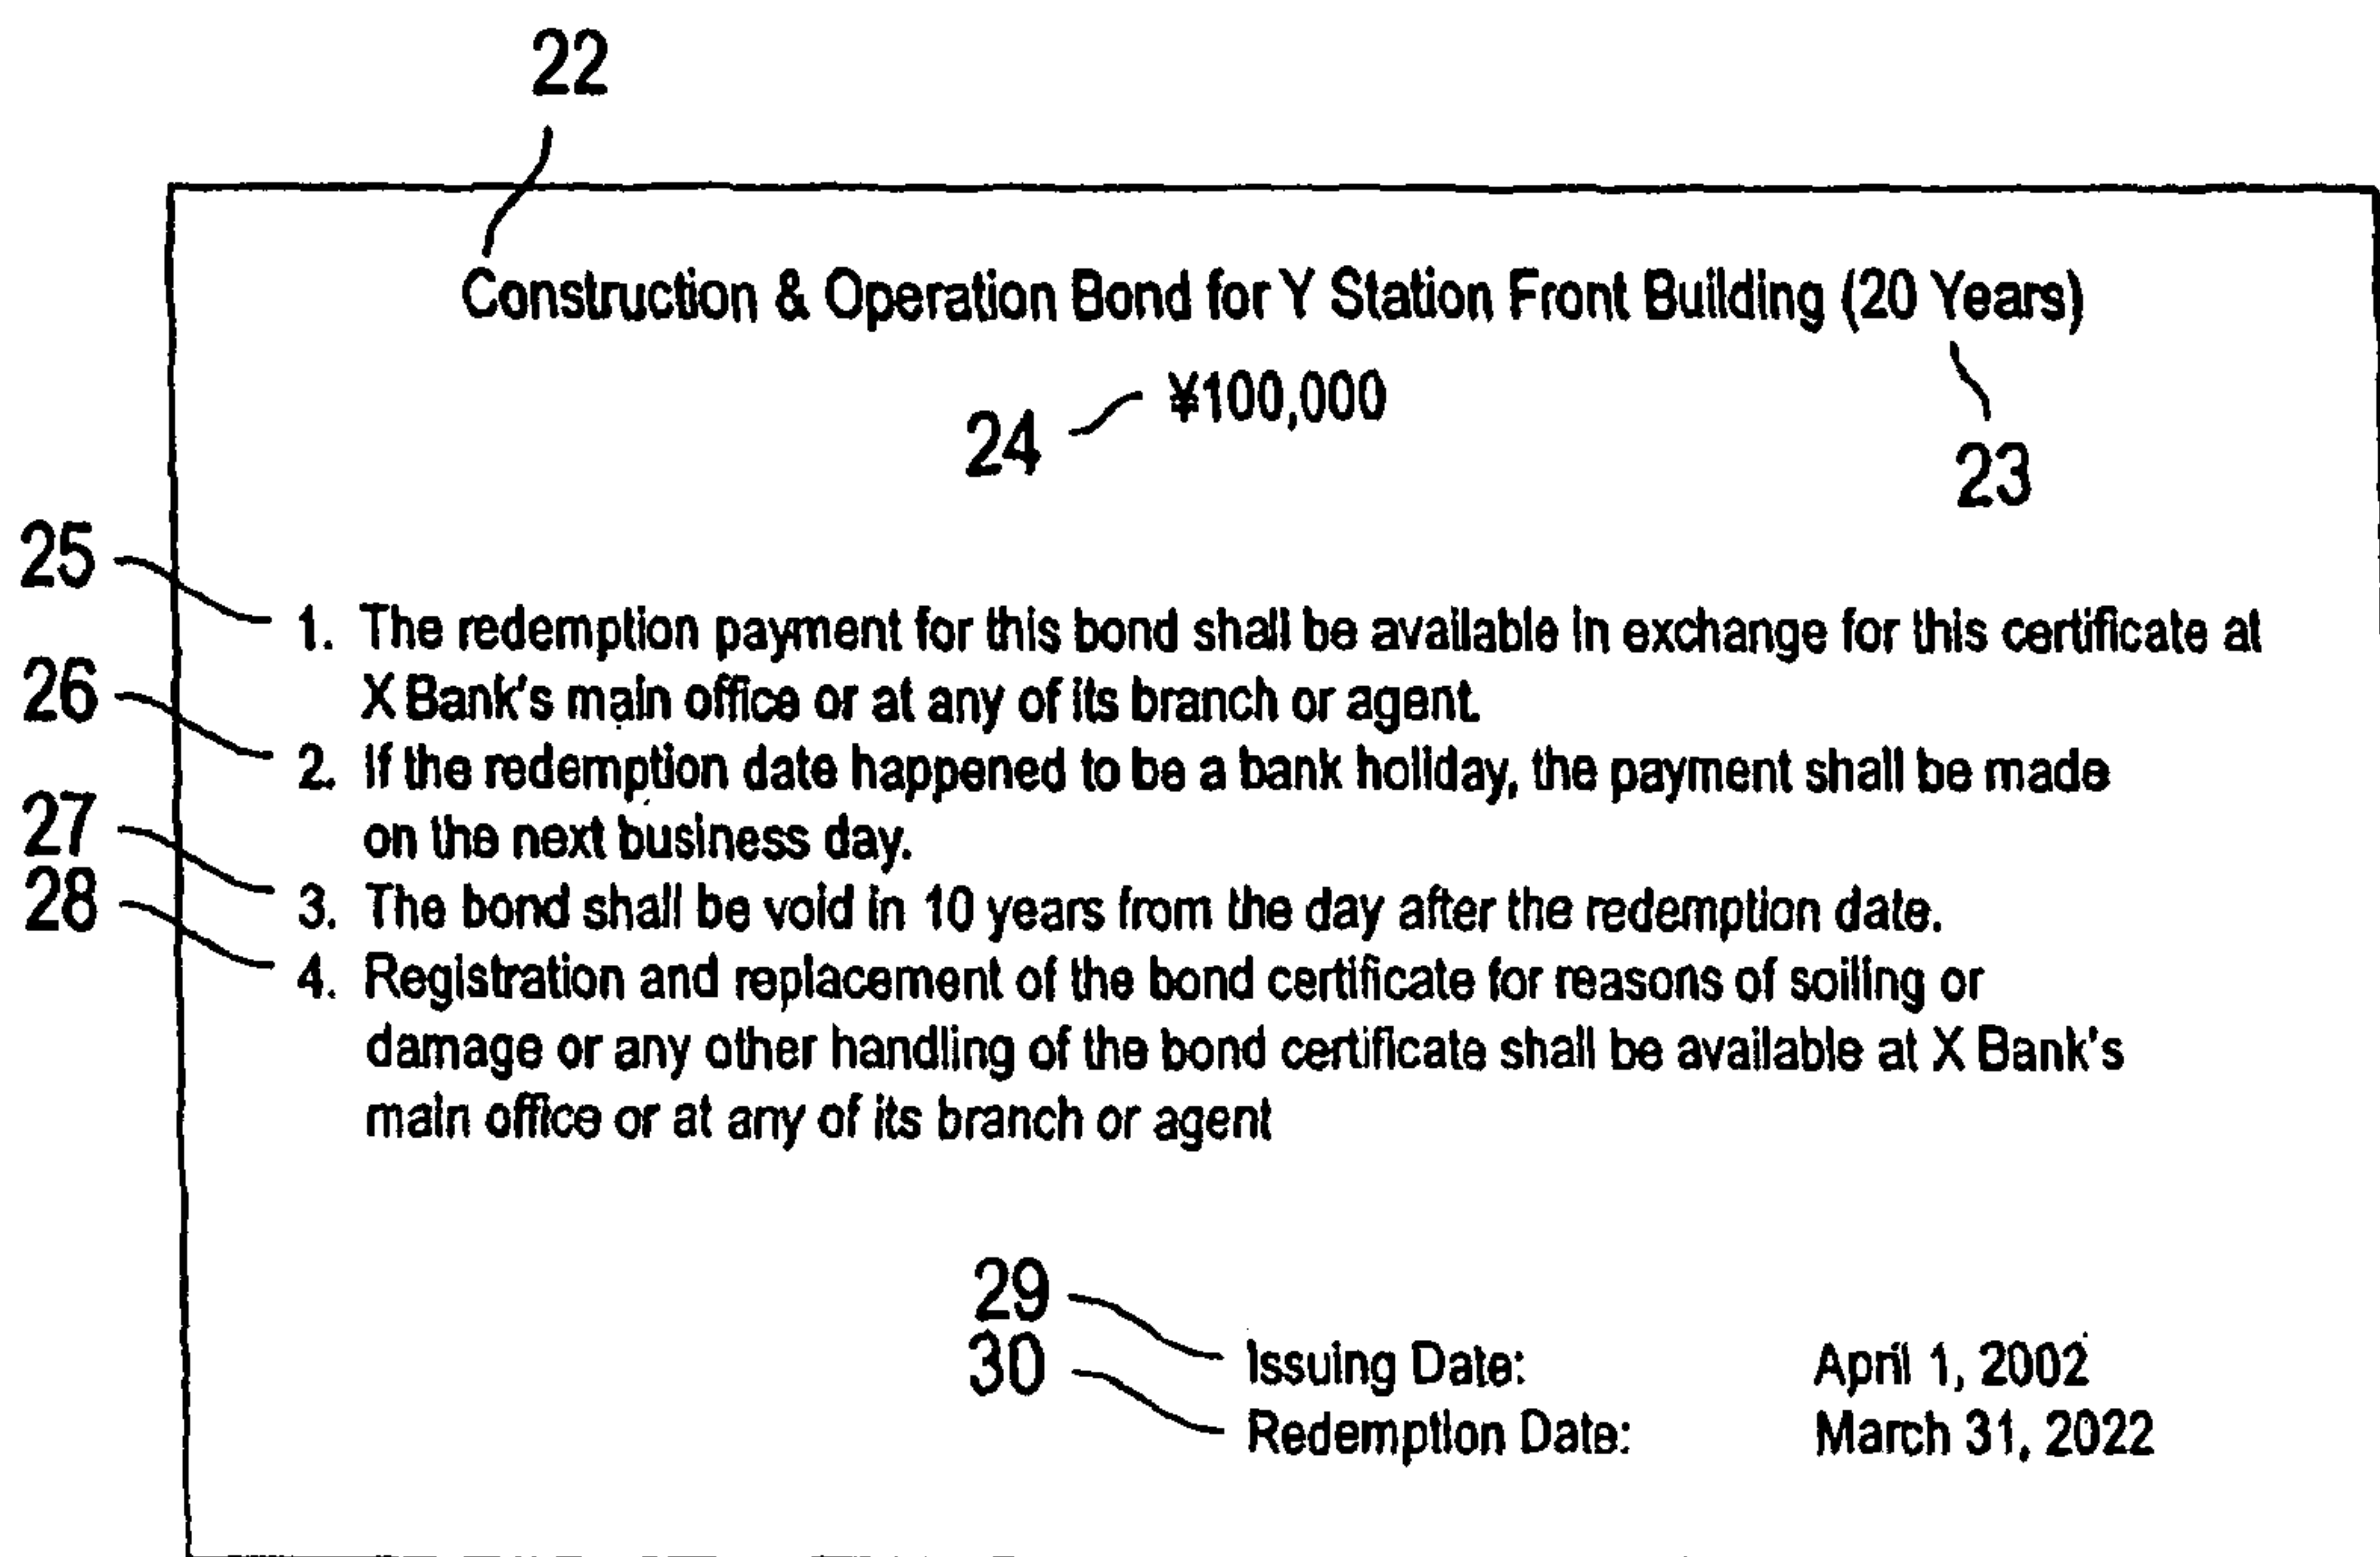 22
Construction & Operation Bond for Y Station Front Building (20 Years)
24 ¥100,000
23
25
1. The redemption payment for this bond shall be available in exchange for this certificate at
26
X Bank's main office or at any of its branch or agent.
2. If the redemption date happened to be a bank holiday, the payment shall be made
27
on the next business day.
28
3. The bond shall be void in 10 years from the day after the redemption date.
4. Registration and replacement of the bond certificate for reasons of soiling or
damage or any other handling of the bond certificate shall be available at X Bank's
main office or at any of its branch or agent
29
Issuing Date: April 1, 2002
30
Redemption Date: March 31, 2022